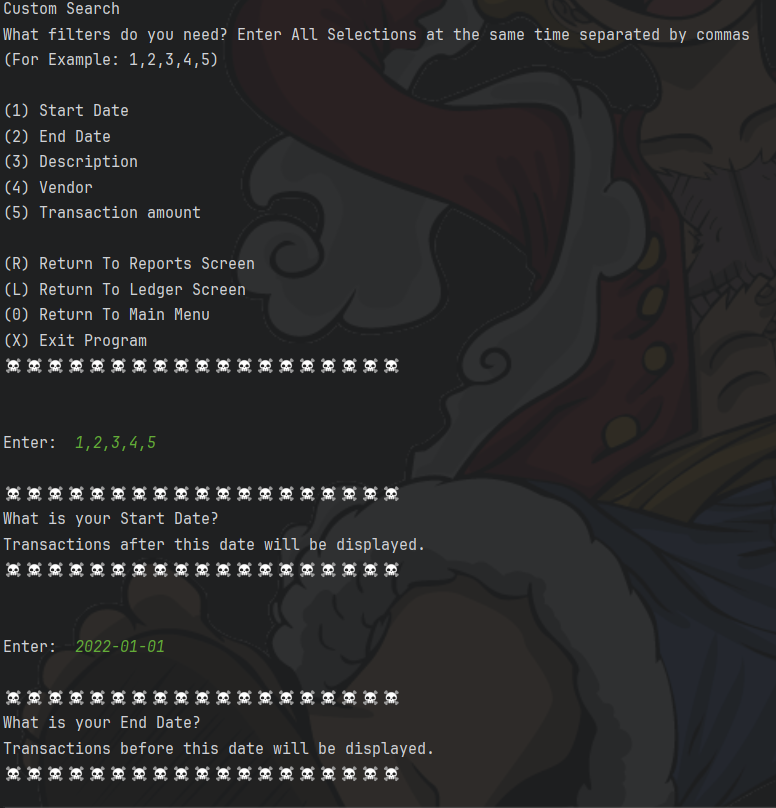 Custom Search
What filters do you need? Enter All Selections at the same time separated by commas
(For Example: 1,2,3,4,5)
(1) Start Date
(2) End Date
(3) Description
(4) Vendor
(5) Transaction amount
(R) Return To Reports Screen
(L) Return To Ledger Screen
(0) Return To Main Menu
(X) Exit Program
☠☠☠☠☠☠☠☠☠☠☠☠☠☠☠☠☠☠☠
Enter:  1,2,3,4,5
☠☠☠☠☠☠☠☠☠☠☠☠☠☠☠☠☠☠☠
What is your Start Date?
Transactions after this date will be displayed.
☠☠☠☠☠☠☠☠☠☠☠☠☠☠☠☠☠☠☠
Enter:  2022-01-01
☠☠☠☠☠☠☠☠☠☠☠☠☠☠☠☠☠☠☠
What is your End Date?
Transactions before this date will be displayed.
☠☠☠☠☠☠☠☠☠☠☠☠☠☠☠☠☠☠☠